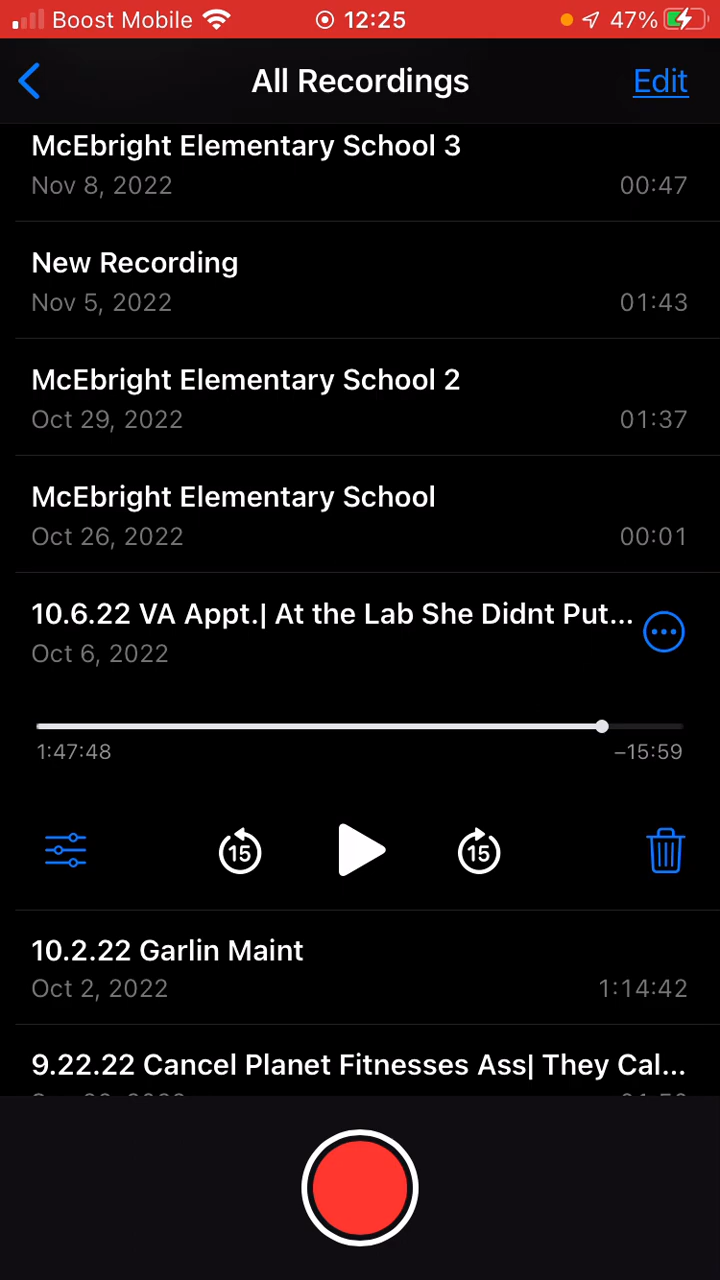 Boost Mobile 12:25 47%
All Recordings Edit
McEbright Elementary School 3
Nov 8, 2022 00:47
New Recording
Nov 5, 2022 01:43
McEbright Elementary School 2
Oct 29, 2022 01:37
McEbright Elementary School
Oct 26, 2022 00:01
10.6.22 VA Appt.| At the Lab She Didnt Put...
Oct 6, 2022
1:47:48 –15:59
15 15
10.2.22 Garlin Maint
Oct 2, 2022 1:14:42
9.22.22 Cancel Planet Fitnesses Ass| They Cal...